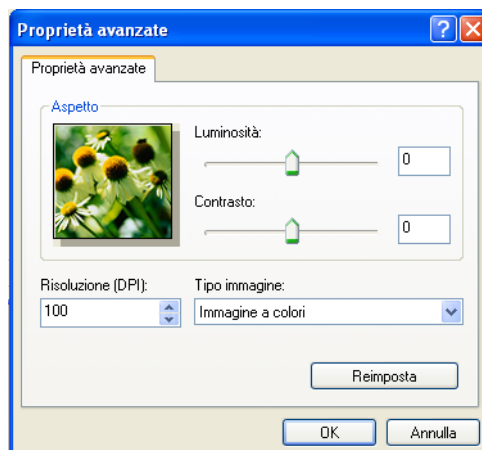 Proprietà avanzate
Proprietà avanzate
Aspetto
Luminosità:
0
Contrasto:
0
Risoluzione (DPI):
100
Tipo immagine:
Immagine a colori
Reimposta
OK
Annulla